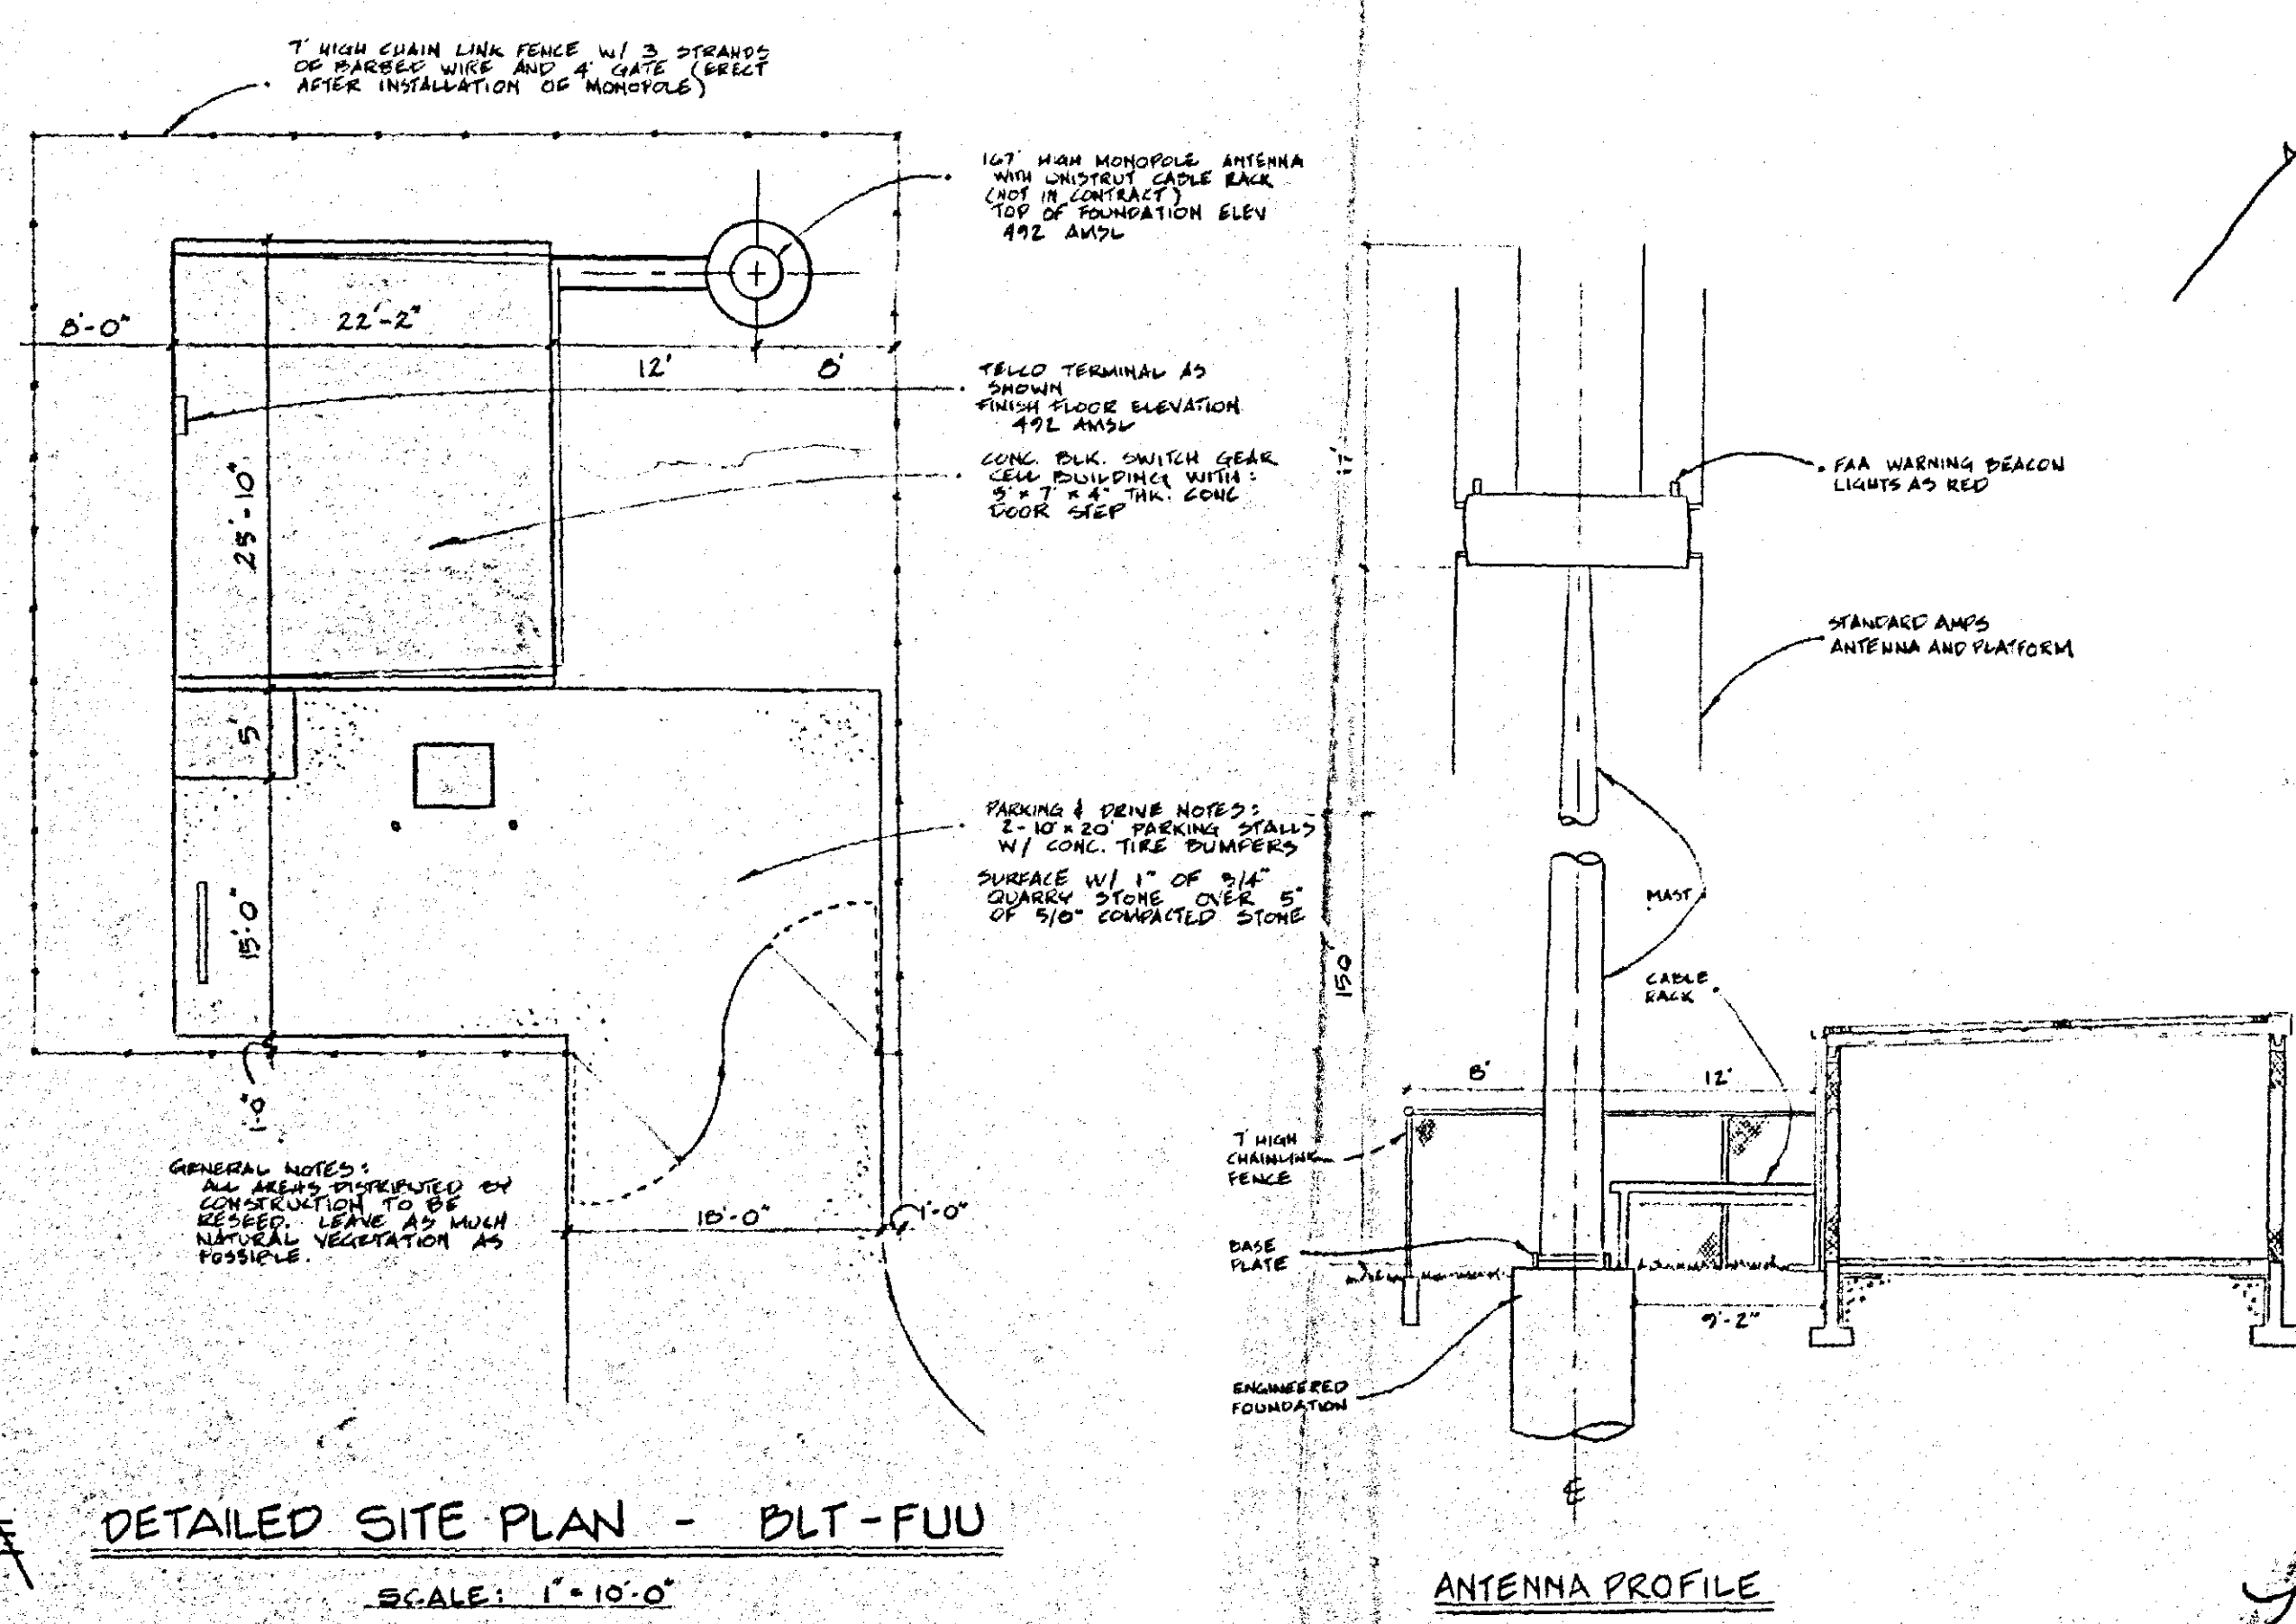 7' HIGH CHAIN LINK FENCE W/ 3 STRANDS
OF BARBED WIRE AND 4' GATE (ERECT
AFTER INSTALLATION OF MONOPOLE)
167' HIGH MONOPOLE ANTENNA
WITH UNISTRUT CABLE RACK
(NOT IN CONTRACT)
TOP OF FOUNDATION ELEV
492 AMSL
8'-0"
22'-2"
12'
8'
TELCO TERMINAL AS
SHOWN
FINISH FLOOR ELEVATION
492 AMSL
CONC. BLK. SWITCH GEAR
CELL BUILDING WITH:
5' x 7' x 4" THK. CONC
DOOR STEP
25'-10"
5'
15'-0"
1'-0"
PARKING & DRIVE NOTES:
2-10' x 20' PARKING STALLS
W/ CONC. TIRE BUMPERS
SURFACE W/ 1" OF 3/4"
QUARRY STONE OVER 5"
OF 5/8" COMPACTED STONE
GENERAL NOTES:
ALL AREAS DISTRIBUTED BY
CONSTRUCTION TO BE
RESEED. LEAVE AS MUCH
NATURAL VEGETATION AS
POSSIBLE.
18'-0"
1'-0"
DETAILED SITE PLAN - BLT-FUU
SCALE: 1" = 10'-0"
17'
FAA WARNING BEACON
LIGHTS AS RED
STANDARD AMPS
ANTENNA AND PLATFORM
MAST
150'
CABLE
RACK
8'
12'
7' HIGH
CHAINLINK
FENCE
BASE
PLATE
9'-2"
ENGINEERED
FOUNDATION
℄
ANTENNA PROFILE